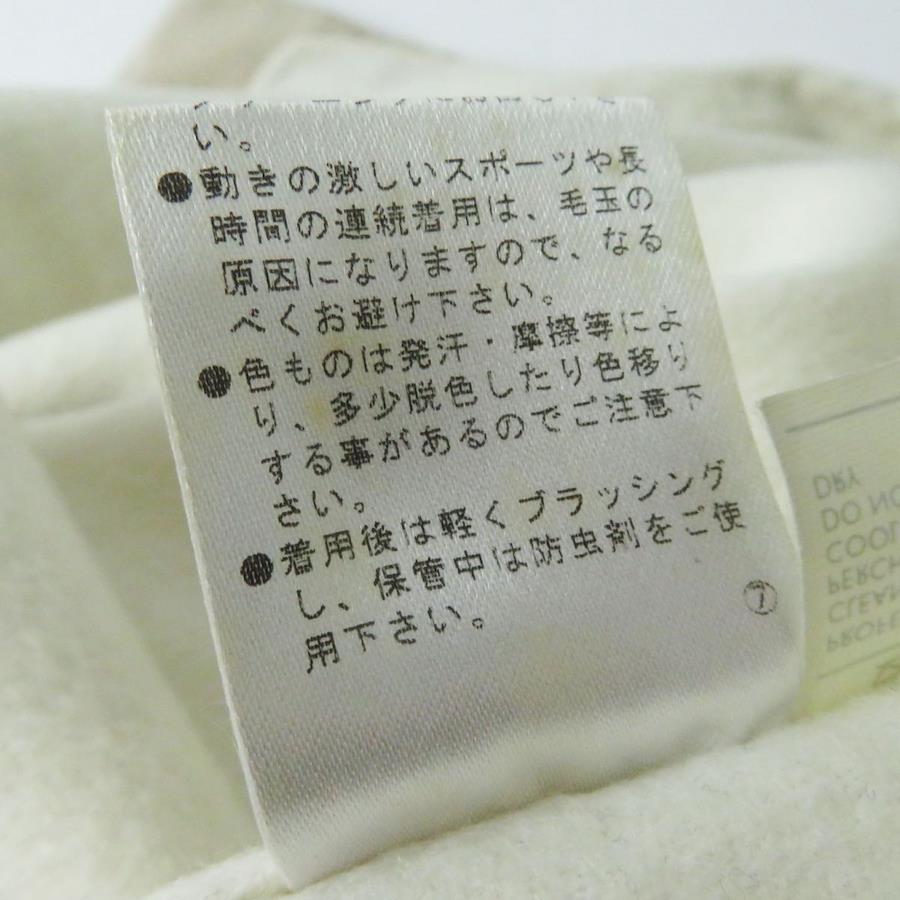 い。
●動きの激しいスポーツや長
時間の連続着用は、毛玉の
原因になりますので、なる
べくお避け下さい。
●色ものは発汗・摩擦等によ
り、多少脱色したり色移り
する事があるのでご注意下
さい。
●着用後は軽くブラッシング
し、保管中は防虫剤をご使
用下さい。
⑦
DRY
DO NO
COOL
PERCH
CLEAN
PROFE